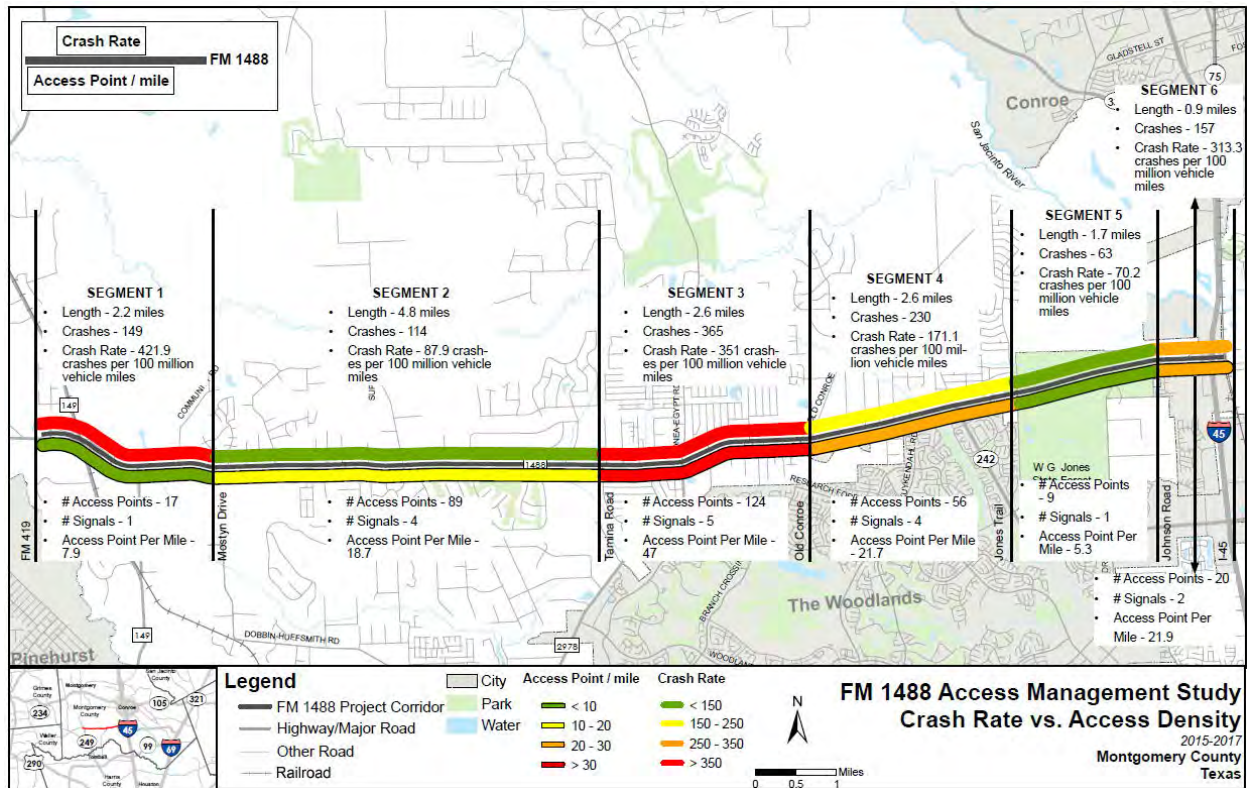 Crash Rate
FM 1488
Access Point / mile
GLADSTELL ST
75
Conroe
San Jacinto River
SEGMENT 6
• Length - 0.9 miles
• Crashes - 157
• Crash Rate - 313.3
crashes per 100
million vehicle
miles
SEGMENT 5
• Length - 1.7 miles
• Crashes - 63
• Crash Rate - 70.2
crashes per 100
million vehicle
miles
SEGMENT 1
• Length - 2.2 miles
• Crashes - 149
• Crash Rate - 421.9
crashes per 100 million
vehicle miles
SEGMENT 2
• Length - 4.8 miles
• Crashes - 114
• Crash Rate - 87.9 crash-
es per 100 million vehicle
miles
SEGMENT 3
• Length - 2.6 miles
• Crashes - 365
• Crash Rate - 351 crash-
es per 100 million
vehicle miles
SEGMENT 4
• Length - 2.6 miles
• Crashes - 230
• Crash Rate - 171.1
crashes per 100 mil-
lion vehicle miles
149
1488
242
45
RESEARCH
W G Jones
FM 419
Mostyn Drive
Tamina Road
Old Conroe
Jones Trail
Johnson Road
I-45
• # Access Points - 17
• # Signals - 1
• Access Point Per Mile -
7.9
• # Access Points - 89
• # Signals - 4
• Access Point Per Mile -
18.7
• # Access Points - 124
• # Signals - 5
• Access Point Per Mile -
47
• # Access Points - 56
• # Signals - 4
• Access Point Per
Mile - 21.7
• # Access Points
- 9
• # Signals - 1
• Access Point Per
Mile - 5.3
• # Access Points - 20
• # Signals - 2
• Access Point Per
Mile - 21.9
The Woodlands
Pinehurst
149
DOBBIN-HUFFSMITH RD
2978
Legend
FM 1488 Project Corridor
Highway/Major Road
Other Road
Railroad
City
Park
Water
Access Point / mile
< 10
10 - 20
20 - 30
> 30
Crash Rate
< 150
150 - 250
250 - 350
> 350
N
0 0.5 1 Miles
FM 1488 Access Management Study
Crash Rate vs. Access Density
2015-2017
Montgomery County
Texas
234
290
249
99
45
69
105
321